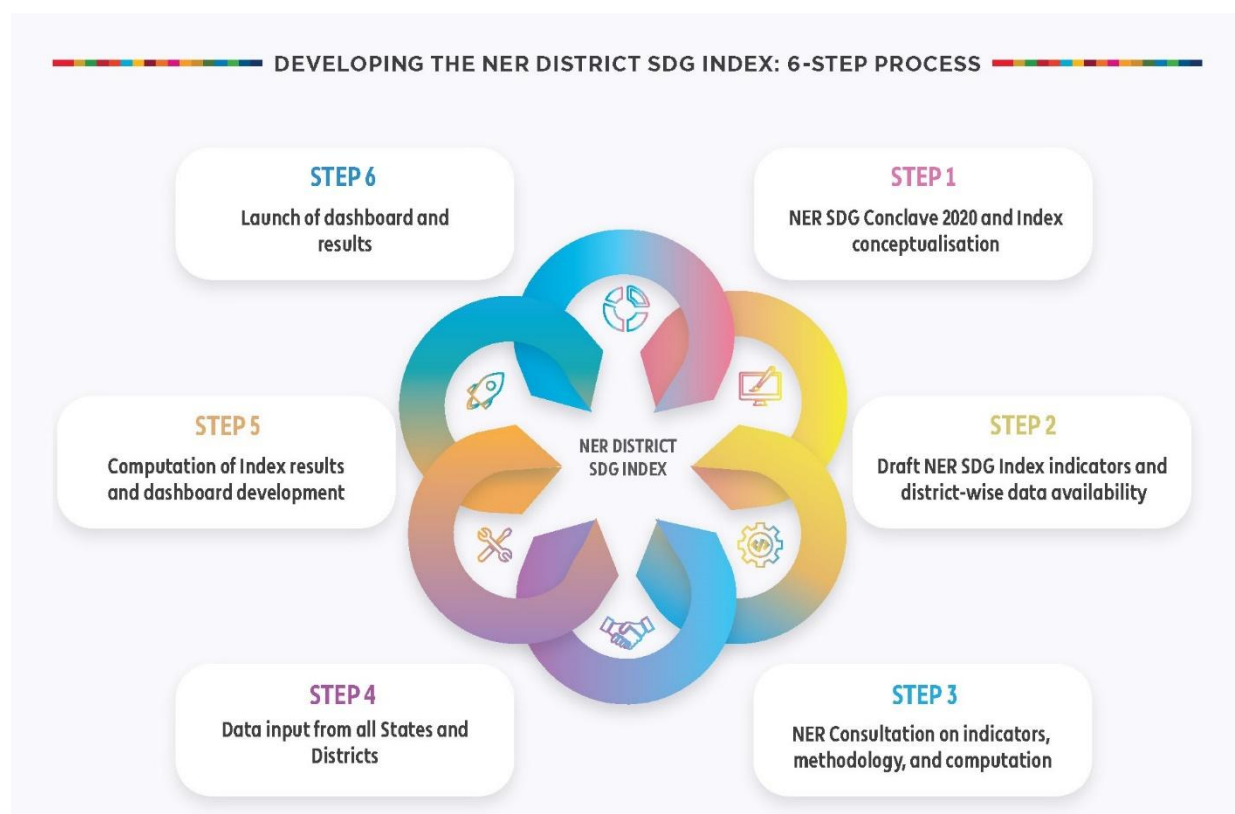 DEVELOPING THE NER DISTRICT SDG INDEX: 6-STEP PROCESS
STEP 1
NER SDG Conclave 2020 and Index
conceptualisation
STEP 2
Draft NER SDG Index indicators and
district-wise data availability
STEP 3
NER Consultation on indicators,
methodology, and computation
STEP 4
Data input from all States and
Districts
STEP 5
Computation of Index results
and dashboard development
STEP 6
Launch of dashboard and
results
NER DISTRICT
SDG INDEX